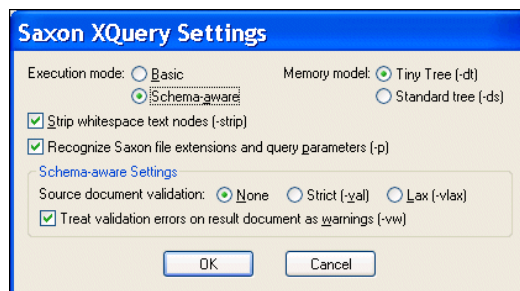 Saxon XQuery Settings
Execution mode: Basic Memory model: Tiny Tree (-dt)
Schema-aware Standard tree (-ds)
Strip whitespace text nodes (-strip)
Recognize Saxon file extensions and query parameters (-p)
Schema-aware Settings
Source document validation: None Strict (-val) Lax (-vlax)
Treat validation errors on result document as warnings (-vw)
OK Cancel